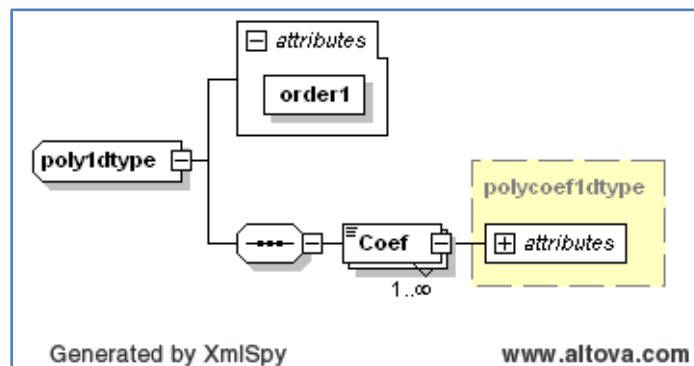 attributes
order1
poly1dtype
polycoef1dtype
Coef
attributes
1..∞
Generated by XmlSpy www.altova.com